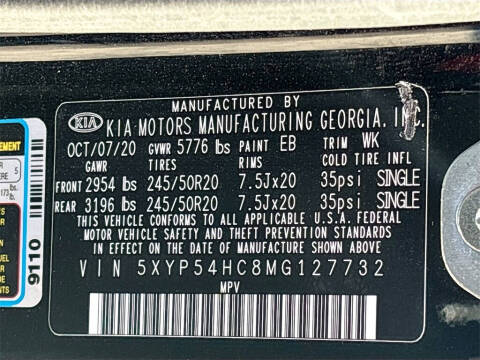 MANUFACTURED BY
KIA KIA MOTORS MANUFACTURING GEORGIA, INC.
OCT/07/20 GVWR 5776 lbs PAINT EB TRIM WK
GAWR TIRES RIMS COLD TIRE INFL
FRONT 2954 lbs 245/50R20 7.5Jx20 35psi SINGLE
REAR 3196 lbs 245/50R20 7.5Jx20 35psi SINGLE
THIS VEHICLE CONFORMS TO ALL APPLICABLE U.S.A. FEDERAL
MOTOR VEHICLE SAFETY AND THEFT PREVENTION STANDARDS
IN EFFECT ON THE DATE OF MANUFACTURE SHOWN ABOVE.
VIN 5XYP54HC8MG127732
MPV
9110